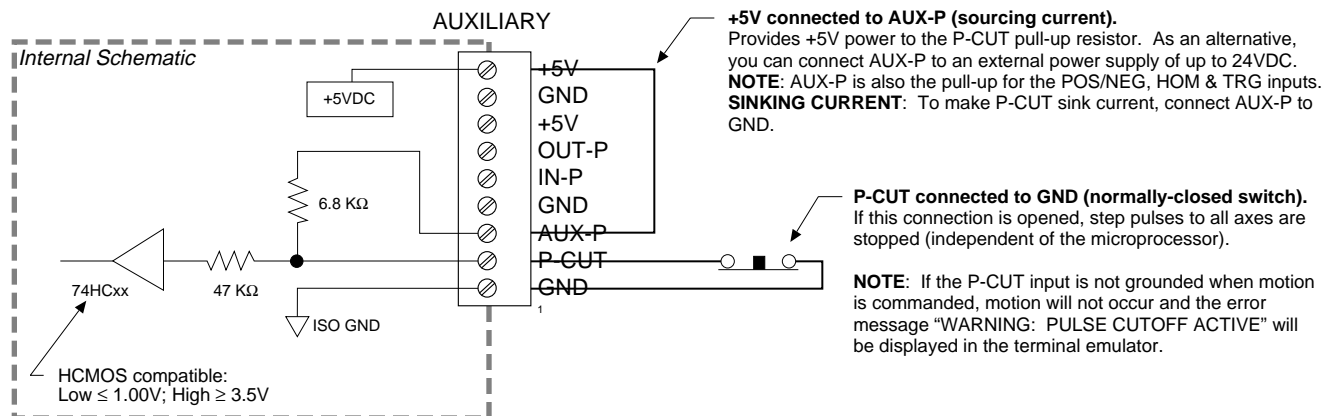 AUXILIARY
Internal Schematic
+5VDC
6.8 KΩ
47 KΩ
74HCxx
ISO GND
HCMOS compatible:
Low ≤ 1.00V; High ≥ 3.5V
+5V
GND
+5V
OUT-P
IN-P
GND
AUX-P
P-CUT
GND
1
+5V connected to AUX-P (sourcing current).
Provides +5V power to the P-CUT pull-up resistor. As an alternative,
you can connect AUX-P to an external power supply of up to 24VDC.
NOTE: AUX-P is also the pull-up for the POS/NEG, HOM & TRG inputs.
SINKING CURRENT: To make P-CUT sink current, connect AUX-P to
GND.
P-CUT connected to GND (normally-closed switch).
If this connection is opened, step pulses to all axes are
stopped (independent of the microprocessor).
NOTE: If the P-CUT input is not grounded when motion
is commanded, motion will not occur and the error
message “WARNING: PULSE CUTOFF ACTIVE” will
be displayed in the terminal emulator.